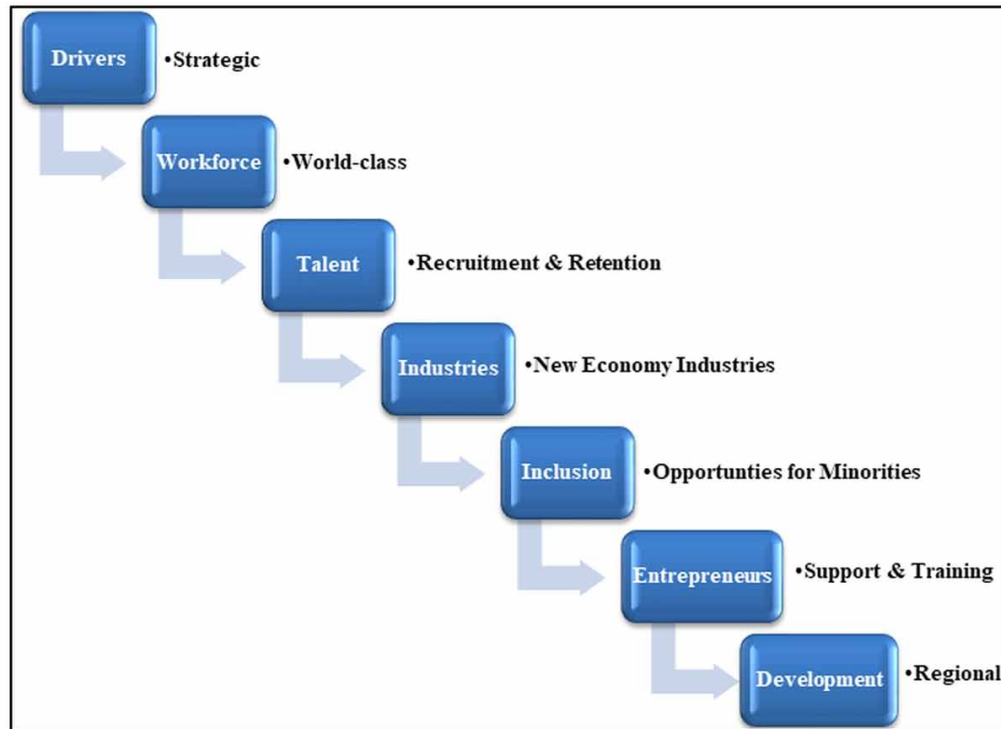 Drivers
•Strategic
Workforce
•World-class
Talent
•Recruitment & Retention
Industries
•New Economy Industries
Inclusion
•Opportunties for Minorities
Entrepreneurs
•Support & Training
Development
•Regional